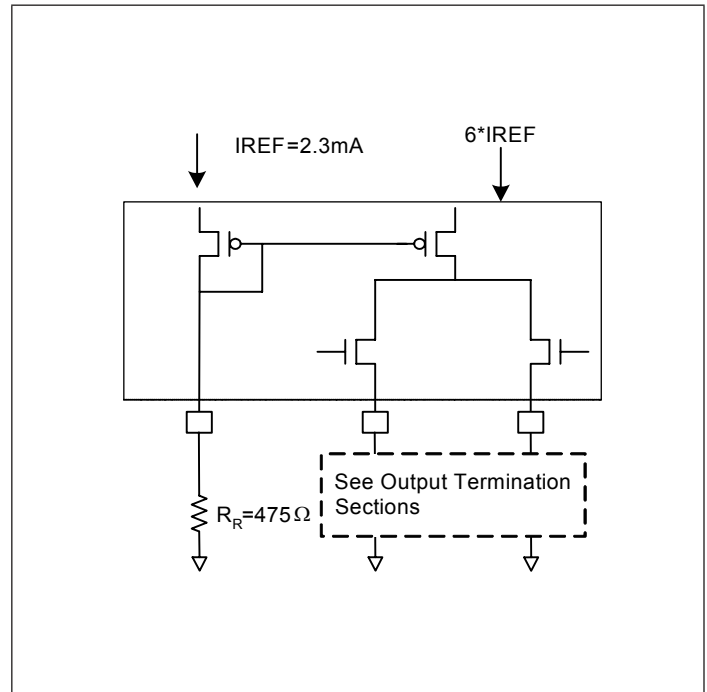 IREF=2.3mA
6*IREF
See Output Termination
Sections
RR=475Ω